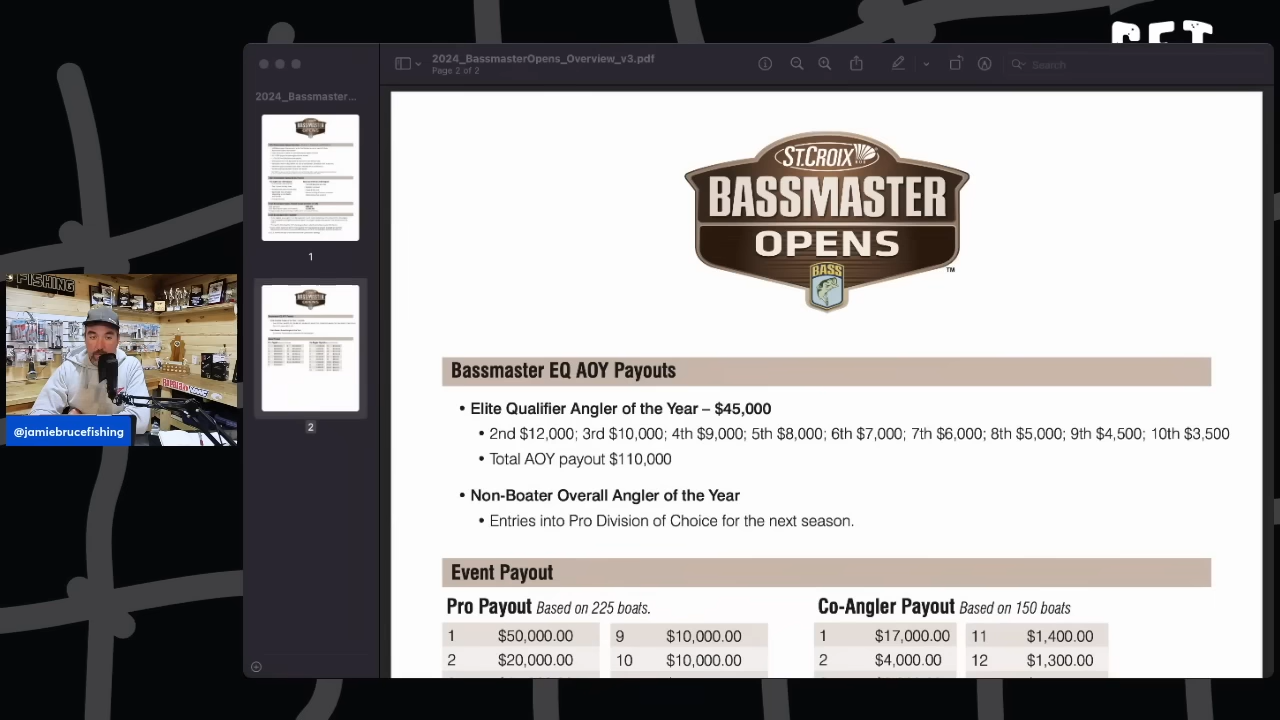 GET
2024_BassmasterOpens_Overview_v3.pdf
Page 2 of 2
Search
2024_Bassmaster...
1
2
FISHING
@jamiebrucefishing
ST.CROIX
BASSMASTER
OPENS
BASS
TM
Bassmaster EQ AOY Payouts
• Elite Qualifier Angler of the Year – $45,000
• 2nd $12,000; 3rd $10,000; 4th $9,000; 5th $8,000; 6th $7,000; 7th $6,000; 8th $5,000; 9th $4,500; 10th $3,500
• Total AOY payout $110,000
• Non-Boater Overall Angler of the Year
• Entries into Pro Division of Choice for the next season.
Event Payout
Pro Payout Based on 225 boats.
1 $50,000.00 9 $10,000.00
2 $20,000.00 10 $10,000.00
Co-Angler Payout Based on 150 boats
1 $17,000.00 11 $1,400.00
2 $4,000.00 12 $1,300.00